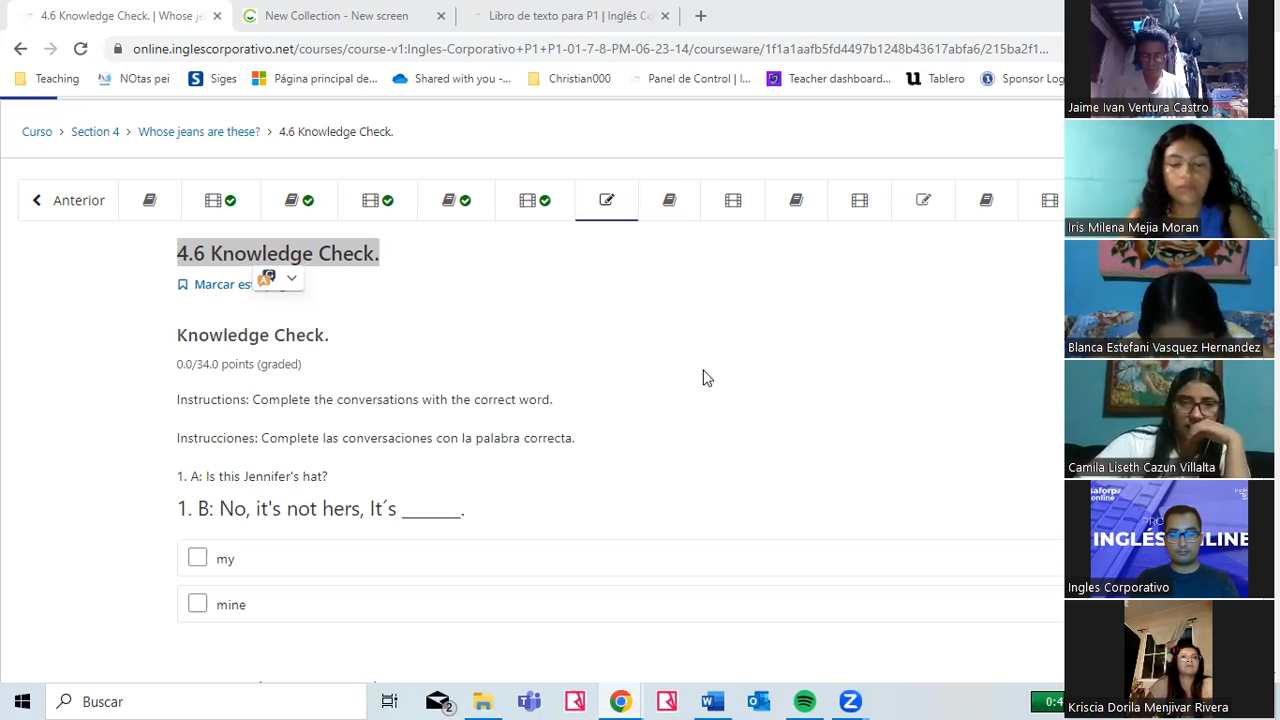 4.6 Knowledge Check. | Whose je
New Collection - New screen
Libro de texto para P1 | Inglés Co
online.inglescorporativo.net/courses/course-v1:Ingles-Corporativo+P1+P1-01-7-8-PM-06-23-14/courseware/1f1a1aafb5fd4497b1248b43617abfa6/215ba2f1...
Teaching
NOtas pei
Siges
Página principal de...
Shared with you -...
Christian000
Panel de Control | I...
Teacher dashboard...
Tablero
Sponsor Log
Curso > Section 4 > Whose jeans are these? > 4.6 Knowledge Check.
Anterior
4.6 Knowledge Check.
Marcar es
Knowledge Check.
0.0/34.0 points (graded)
Instructions: Complete the conversations with the correct word.
Instrucciones: Complete las conversaciones con la palabra correcta.
1. A: Is this Jennifer's hat?
1. B: No, it's not hers, It´s _____.
my
mine
Buscar
2
0:4
Jaime Ivan Ventura Castro
Iris Milena Mejia Moran
Blanca Estefani Vasquez Hernandez
Camila Liseth Cazun Villalta
INGLÉS
LINE
Ingles Corporativo
Kriscia Dorila Menjivar Rivera